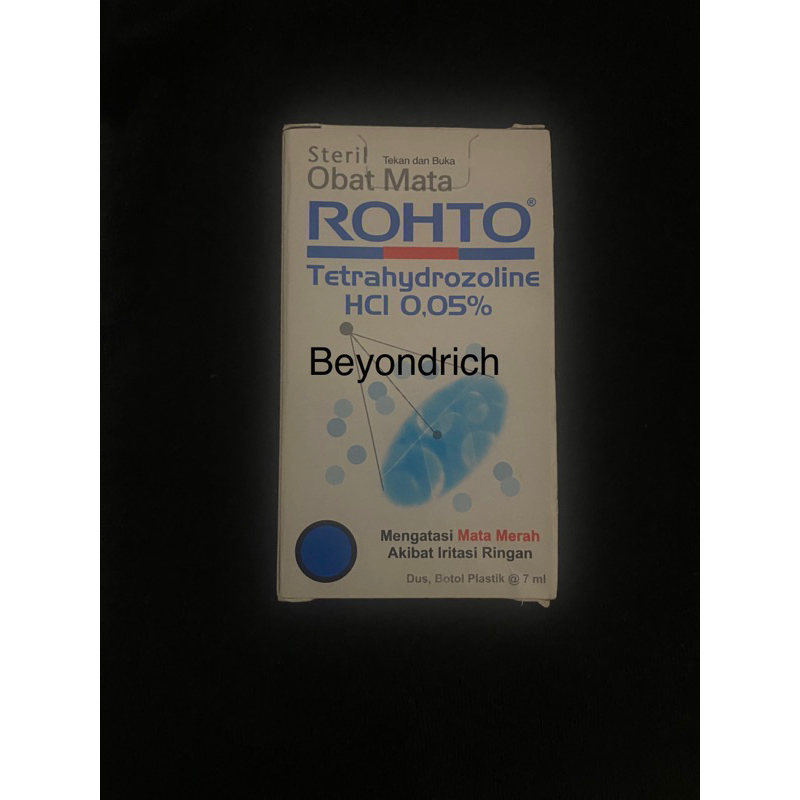 Steril Tekan dan Buka
Obat Mata
ROHTO®
Tetrahydrozoline
HCl 0,05%
Beyondrich
Mengatasi Mata Merah
Akibat Iritasi Ringan
Dus, Botol Plastik @ 7 ml